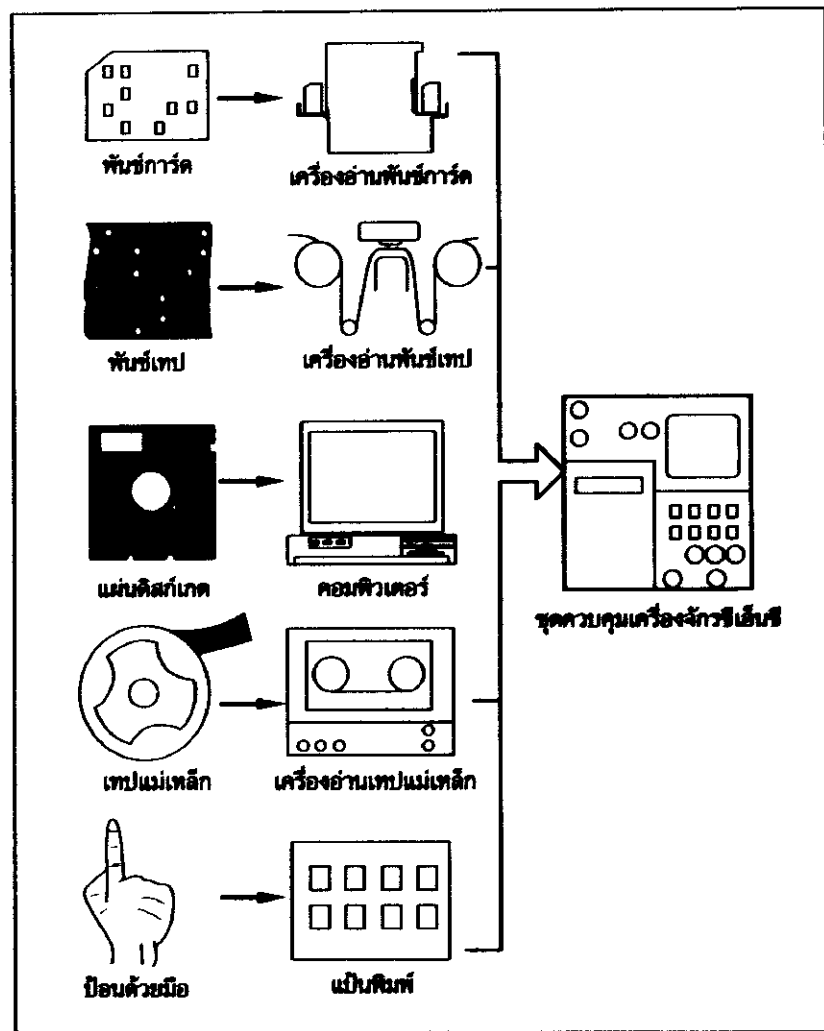 พันช์การ์ด
เครื่องอ่านพันช์การ์ด
พันช์เทป
เครื่องอ่านพันช์เทป
แผ่นดิสก์เกต
คอมพิวเตอร์
ชุดควบคุมเครื่องจักรซีเอ็นซี
เทปแม่เหล็ก
เครื่องอ่านเทปแม่เหล็ก
ป้อนด้วยมือ
แป้นพิมพ์